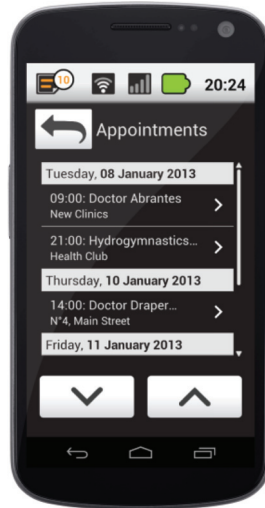 10
20:24
Appointments
Tuesday, 08 January 2013
09:00: Doctor Abrantes
New Clinics
21:00: Hydrogymnastics...
Health Club
Thursday, 10 January 2013
14:00: Doctor Draper...
N°4, Main Street
Friday, 11 January 2013